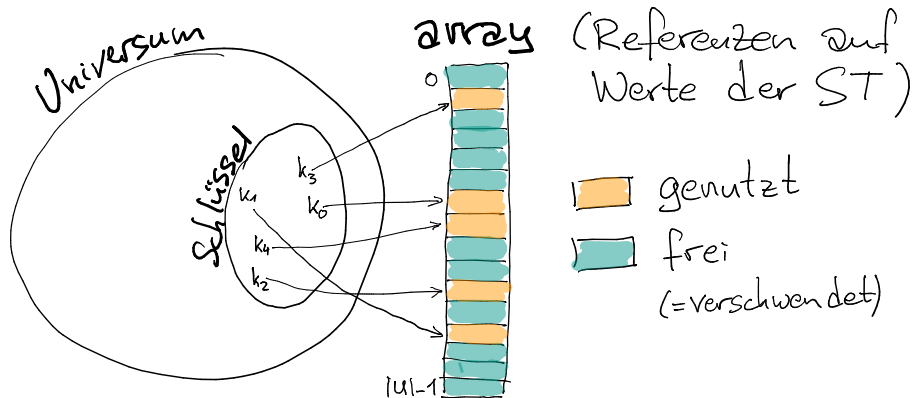 Universum
Schlüssel
k3
k1
k0
k4
k2
array
0
|U|-1
(Referenzen auf
Werte der ST)
genutzt
frei
(=verschwendet)